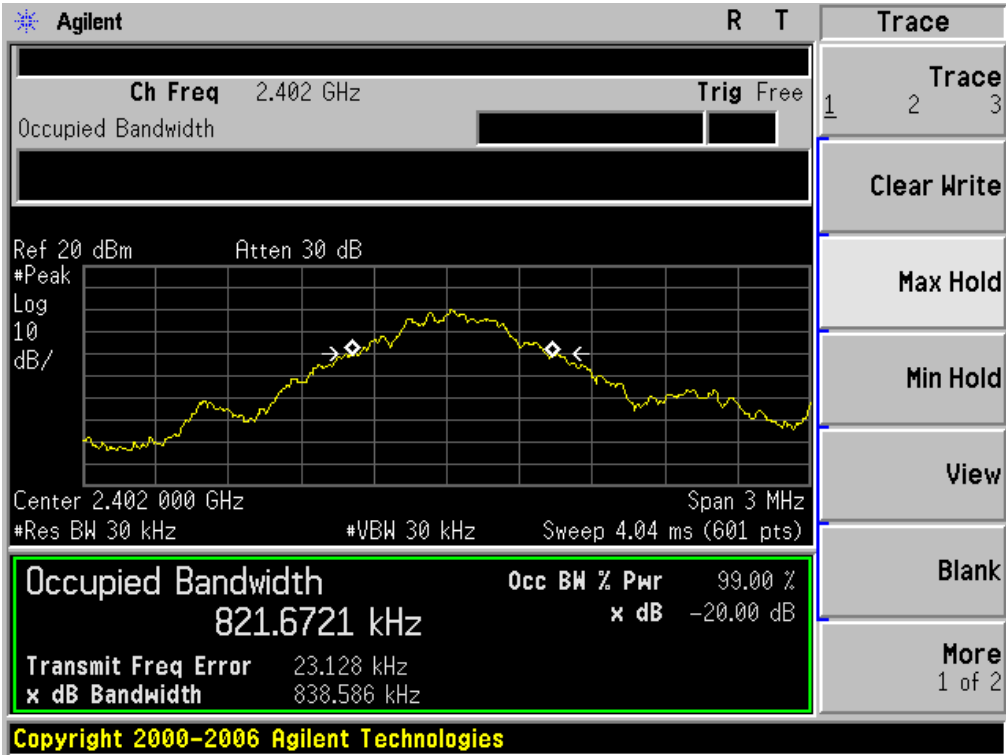 Agilent R T Trace
Ch Freq 2.402 GHz Trig Free
Occupied Bandwidth
Trace
1 2 3
Clear Write
Max Hold
Min Hold
View
Blank
More
1 of 2
Ref 20 dBm Atten 30 dB
#Peak
Log
10
dB/
Center 2.402 000 GHz Span 3 MHz
#Res BW 30 kHz #VBW 30 kHz Sweep 4.04 ms (601 pts)
Occupied Bandwidth Occ BW % Pwr 99.00 %
821.6721 kHz x dB -20.00 dB
Transmit Freq Error 23.128 kHz
x dB Bandwidth 838.586 kHz
Copyright 2000-2006 Agilent Technologies